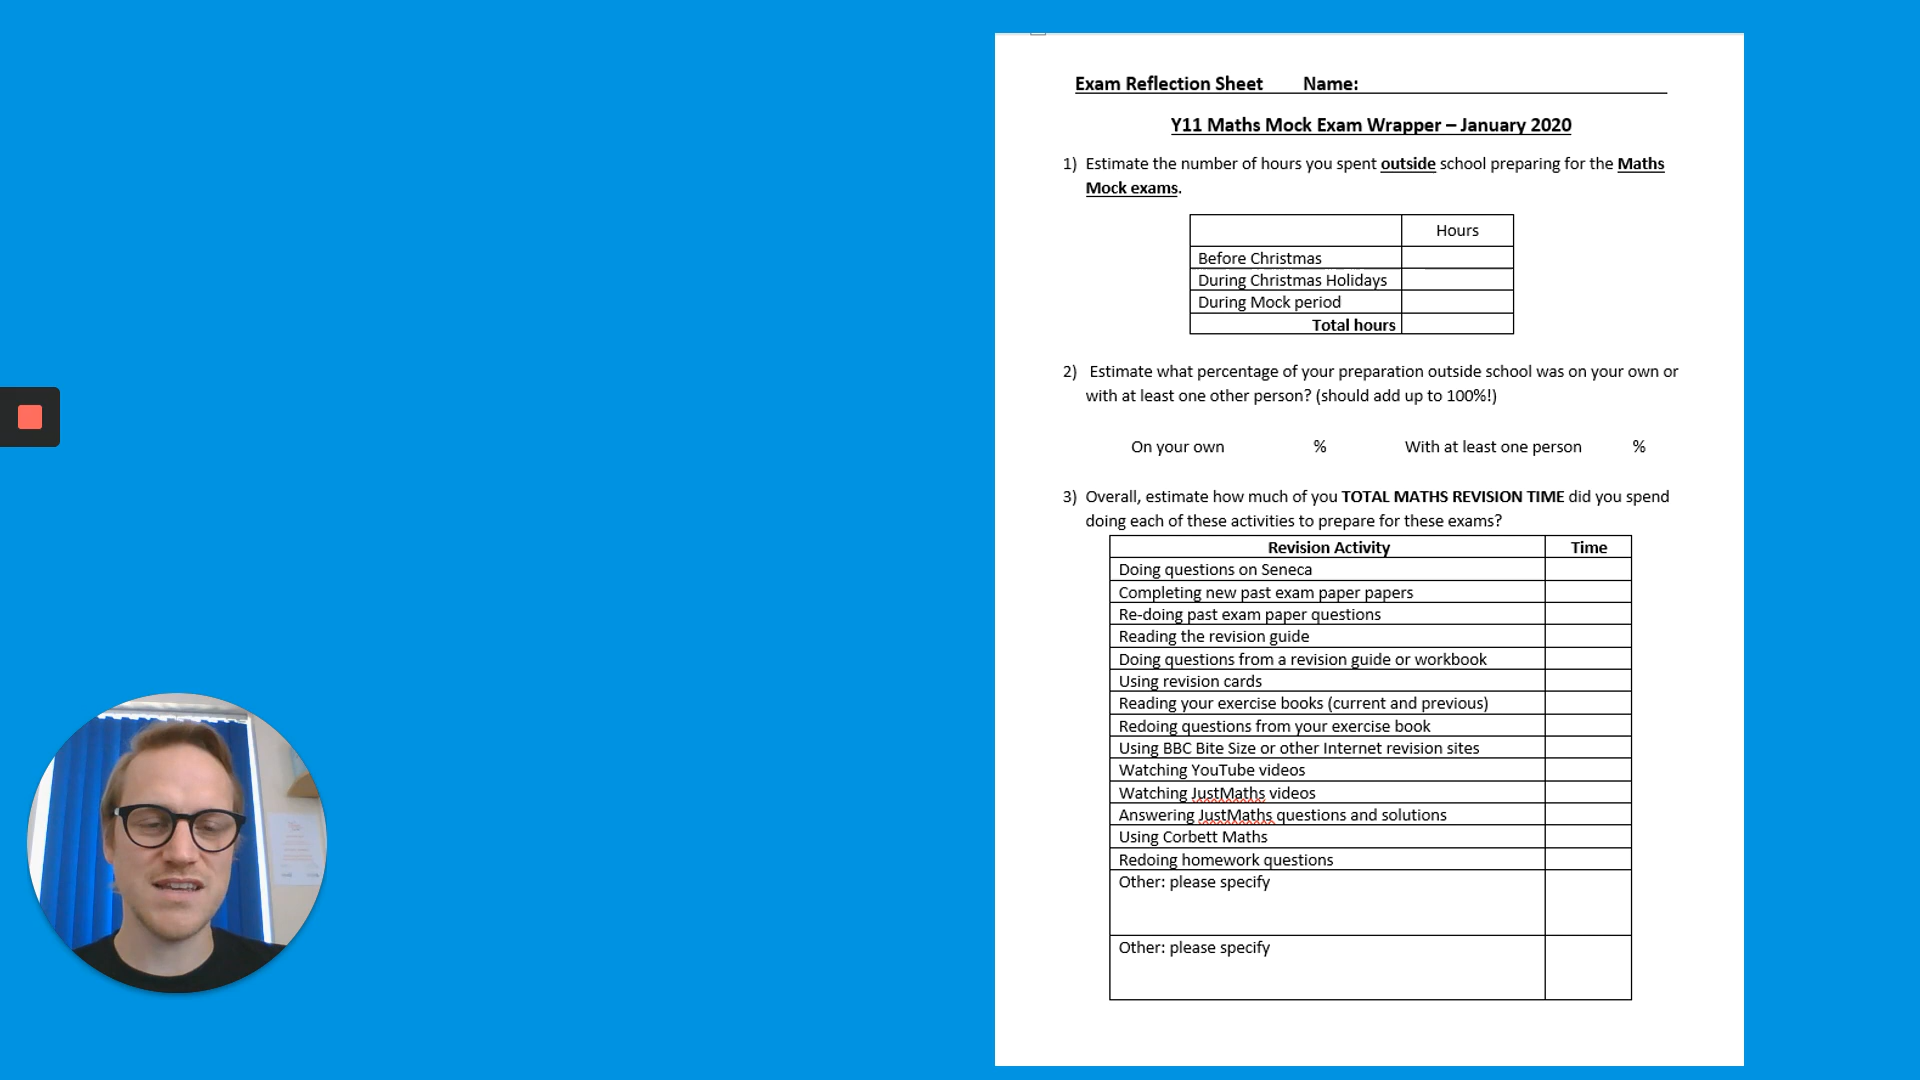 Exam Reflection Sheet Name:
Y11 Maths Mock Exam Wrapper – January 2020
1) Estimate the number of hours you spent outside school preparing for the Maths
Mock exams.
Hours
Before Christmas
During Christmas Holidays
During Mock period
Total hours
2) Estimate what percentage of your preparation outside school was on your own or
with at least one other person? (should add up to 100%!)
On your own % With at least one person %
3) Overall, estimate how much of you TOTAL MATHS REVISION TIME did you spend
doing each of these activities to prepare for these exams?
Revision Activity Time
Doing questions on Seneca
Completing new past exam paper papers
Re-doing past exam paper questions
Reading the revision guide
Doing questions from a revision guide or workbook
Using revision cards
Reading your exercise books (current and previous)
Redoing questions from your exercise book
Using BBC Bite Size or other Internet revision sites
Watching YouTube videos
Watching JustMaths videos
Answering JustMaths questions and solutions
Using Corbett Maths
Redoing homework questions
Other: please specify
Other: please specify